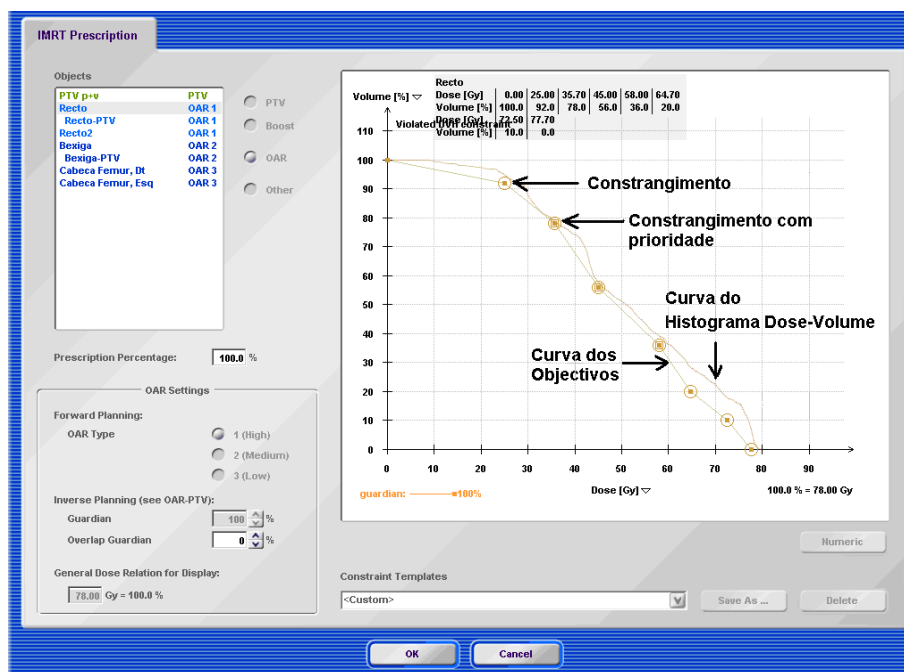 IMRT Prescription
Objects
PTV p+v PTV
Recto OAR 1
Recto-PTV OAR 1
Recto2 OAR 1
Bexiga OAR 2
Bexiga-PTV OAR 2
Cabeca Femur, Dt OAR 3
Cabeca Femur, Esq OAR 3
PTV
Boost
OAR
Other
Prescription Percentage: 100.0 %
OAR Settings
Forward Planning:
OAR Type 1 (High)
2 (Medium)
3 (Low)
Inverse Planning (see OAR-PTV):
Guardian 100 %
Overlap Guardian 0 %
General Dose Relation for Display:
78.00 Gy = 100.0 %
Recto
Dose [Gy] 0.00 25.00 35.70 45.00 58.00 64.70
Volume [%] 100.0 92.0 78.0 56.0 36.0 20.0
Dose [Gy] 72.50 77.70
Volume [%] 10.0 0.0
Volume [%]
Violated DVH constraint
110
100
90
80
70
60
50
40
30
20
10
0
Constrangimento
Constrangimento com
prioridade
Curva do
Histograma Dose-Volume
Curva dos
Objectivos
0 10 20 30 40 50 60 70 80 90
guardian: 100%
Dose [Gy]
100.0 % = 78.00 Gy
Numeric
Constraint Templates
<Custom>
Save As ...
Delete
OK
Cancel